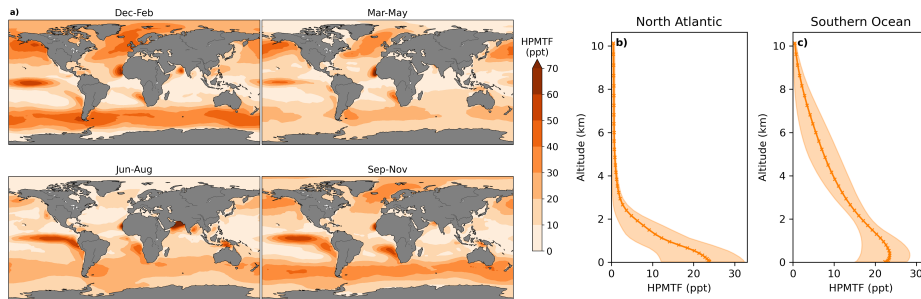 a)
Dec-Feb
Mar-May
Jun-Aug
Sep-Nov
HPMTF
(ppt)
70
60
50
40
30
20
10
0
North Atlantic
b)
Altitude (km)
10
8
6
4
2
0
0
10
20
30
HPMTF (ppt)
Southern Ocean
c)
Altitude (km)
10
8
6
4
2
0
0
10
20
30
HPMTF (ppt)